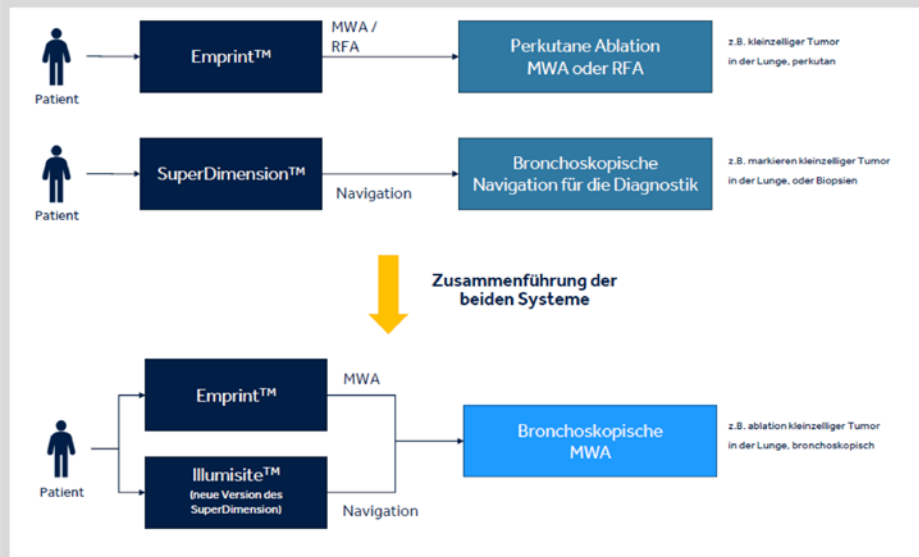 MWA /
RFA
Emprint™
Perkutane Ablation
MWA oder RFA
z.B. kleinzelliger Tumor
in der Lunge, perkutan
Patient
SuperDimension™
Navigation
Bronchoskopische
Navigation für die Diagnostik
z.B. markieren kleinzelliger Tumor
in der Lunge, oder Biopsien
Patient
Zusammenführung der
beiden Systeme
Emprint™
MWA
Bronchoskopische
MWA
z.B. ablation kleinzelliger Tumor
in der Lunge, bronchoskopisch
Patient
Illumisite™
(neue Version des
SuperDimension)
Navigation